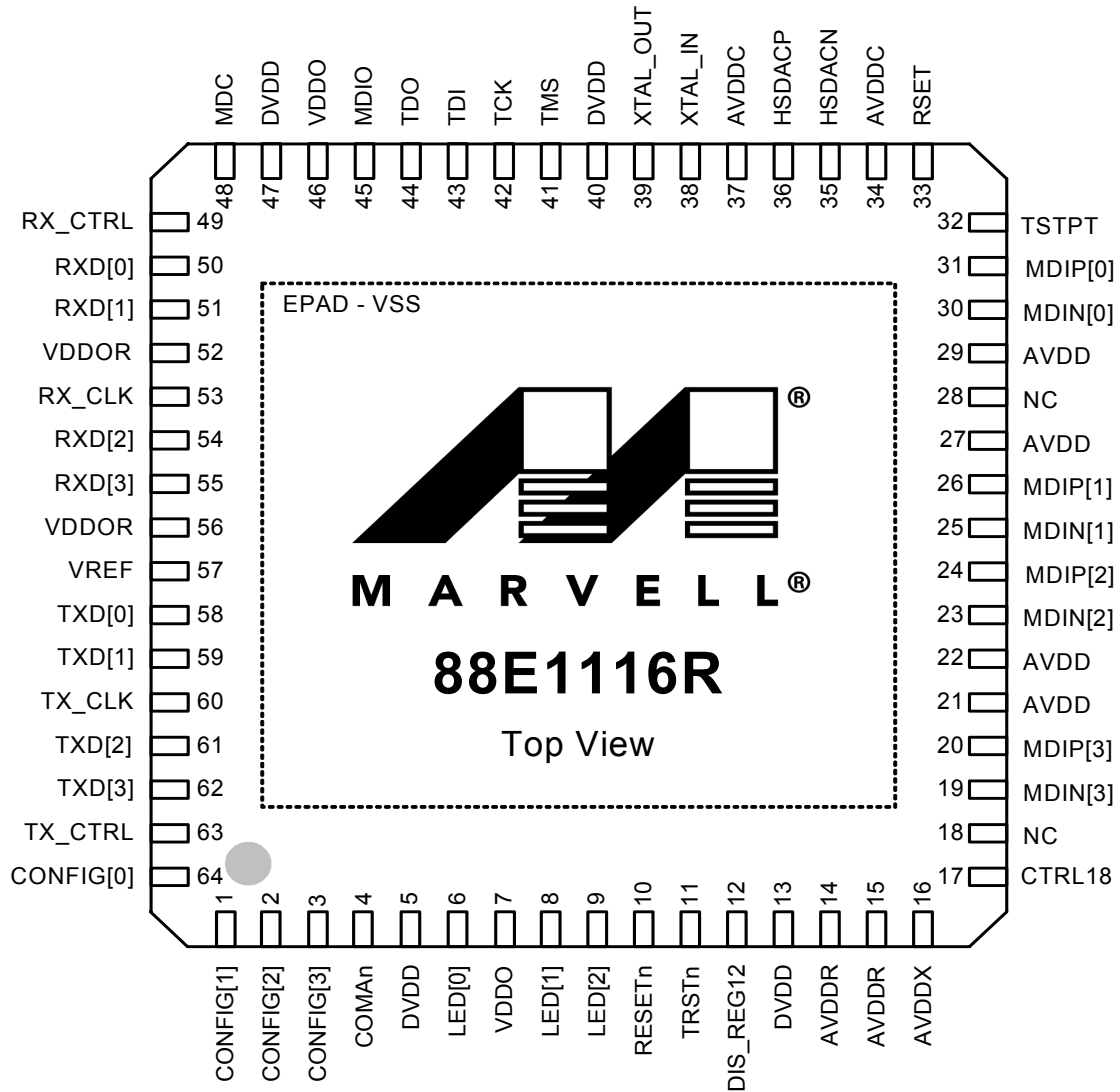 MDC DVDD VDDO MDIO TDO TDI TCK TMS DVDD XTAL_OUT XTAL_IN AVDDC HSDACP HSDACN AVDDC RSET
48 47 46 45 44 43 42 41 40 39 38 37 36 35 34 33
RX_CTRL 49 32 TSTPT
RXD[0] 50 31 MDIP[0]
RXD[1] 51 30 MDIN[0]
VDDOR 52 29 AVDD
RX_CLK 53 28 NC
RXD[2] 54 27 AVDD
RXD[3] 55 26 MDIP[1]
VDDOR 56 25 MDIN[1]
VREF 57 24 MDIP[2]
TXD[0] 58 23 MDIN[2]
TXD[1] 59 22 AVDD
TX_CLK 60 21 AVDD
TXD[2] 61 20 MDIP[3]
TXD[3] 62 19 MDIN[3]
TX_CTRL 63 18 NC
CONFIG[0] 64 17 CTRL18
EPAD - VSS
®
MARVELL®
88E1116R
Top View
1 2 3 4 5 6 7 8 9 10 11 12 13 14 15 16
CONFIG[1] CONFIG[2] CONFIG[3] COMAn DVDD LED[0] VDDO LED[1] LED[2] RESETn TRSTn DIS_REG12 DVDD AVDDR AVDDR AVDDX